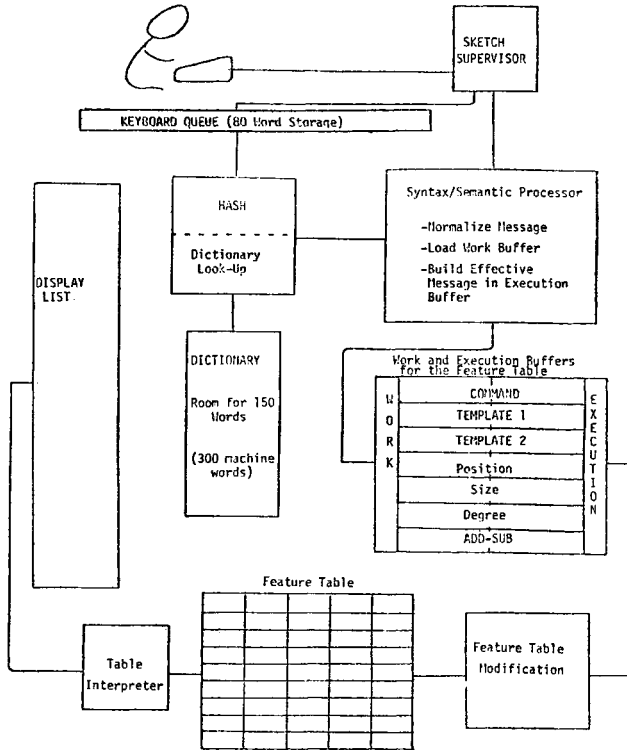 SKETCH
SUPERVISOR
KEYBOARD QUEUE (80 Word Storage)
HASH
Dictionary
Look-Up
Syntax/Semantic Processor
-Normalize Message
-Load Work Buffer
-Build Effective
Message in Execution
Buffer
DISPLAY
LIST
DICTIONARY
Room for 150
Words
(300 machine
words)
Work and Execution Buffers
for the Feature Table
WORK
COMMAND
TEMPLATE 1
TEMPLATE 2
Position
Size
Degree
ADD-SUB
EXECUTION
Feature Table
Table
Interpreter
Feature Table
Modification